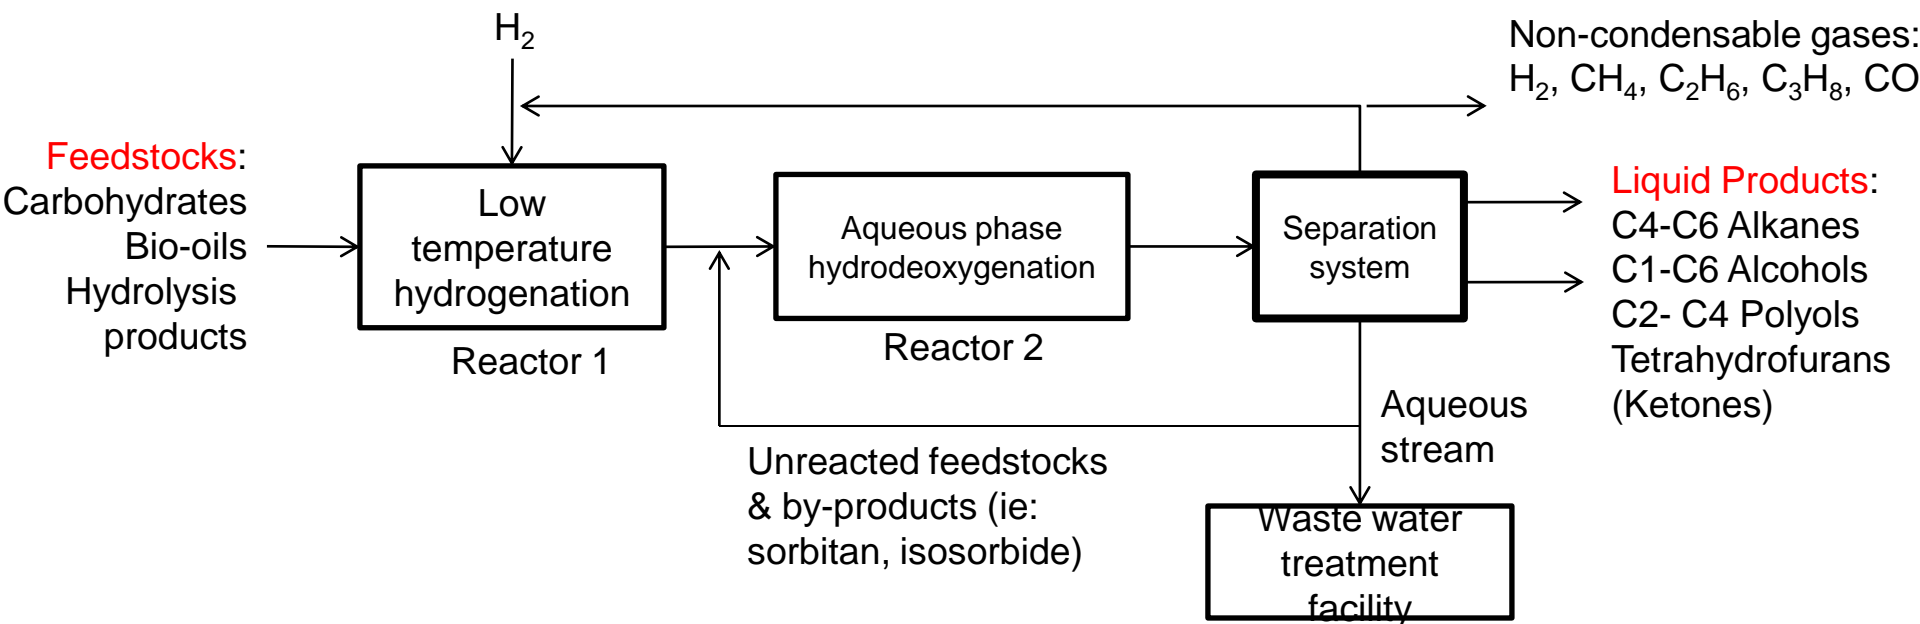 H₂
Non-condensable gases:
H₂, CH₄, C₂H₆, C₃H₈, CO
Feedstocks:
Carbohydrates
Bio-oils
Hydrolysis
products
Low
temperature
hydrogenation
Reactor 1
Aqueous phase
hydrodeoxygenation
Reactor 2
Separation
system
Liquid Products:
C4-C6 Alkanes
C1-C6 Alcohols
C2- C4 Polyols
Tetrahydrofurans
(Ketones)
Aqueous
stream
Unreacted feedstocks
& by-products (ie:
sorbitan, isosorbide)
Waste water
treatment
facility